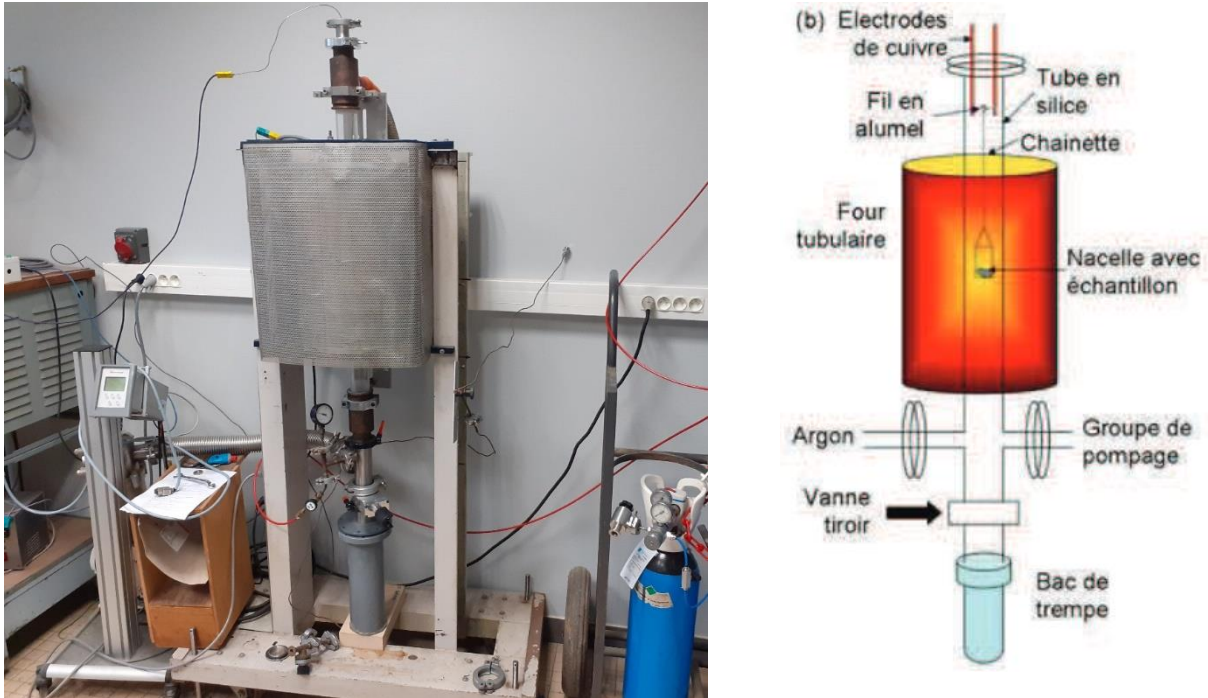 (b) Electrodes
de cuivre
Tube en
silice
Fil en
alumel
Chainette
Four
tubulaire
Nacelle avec
échantillon
Argon
Groupe de
pompage
Vanne
tiroir
Bac de
trempe